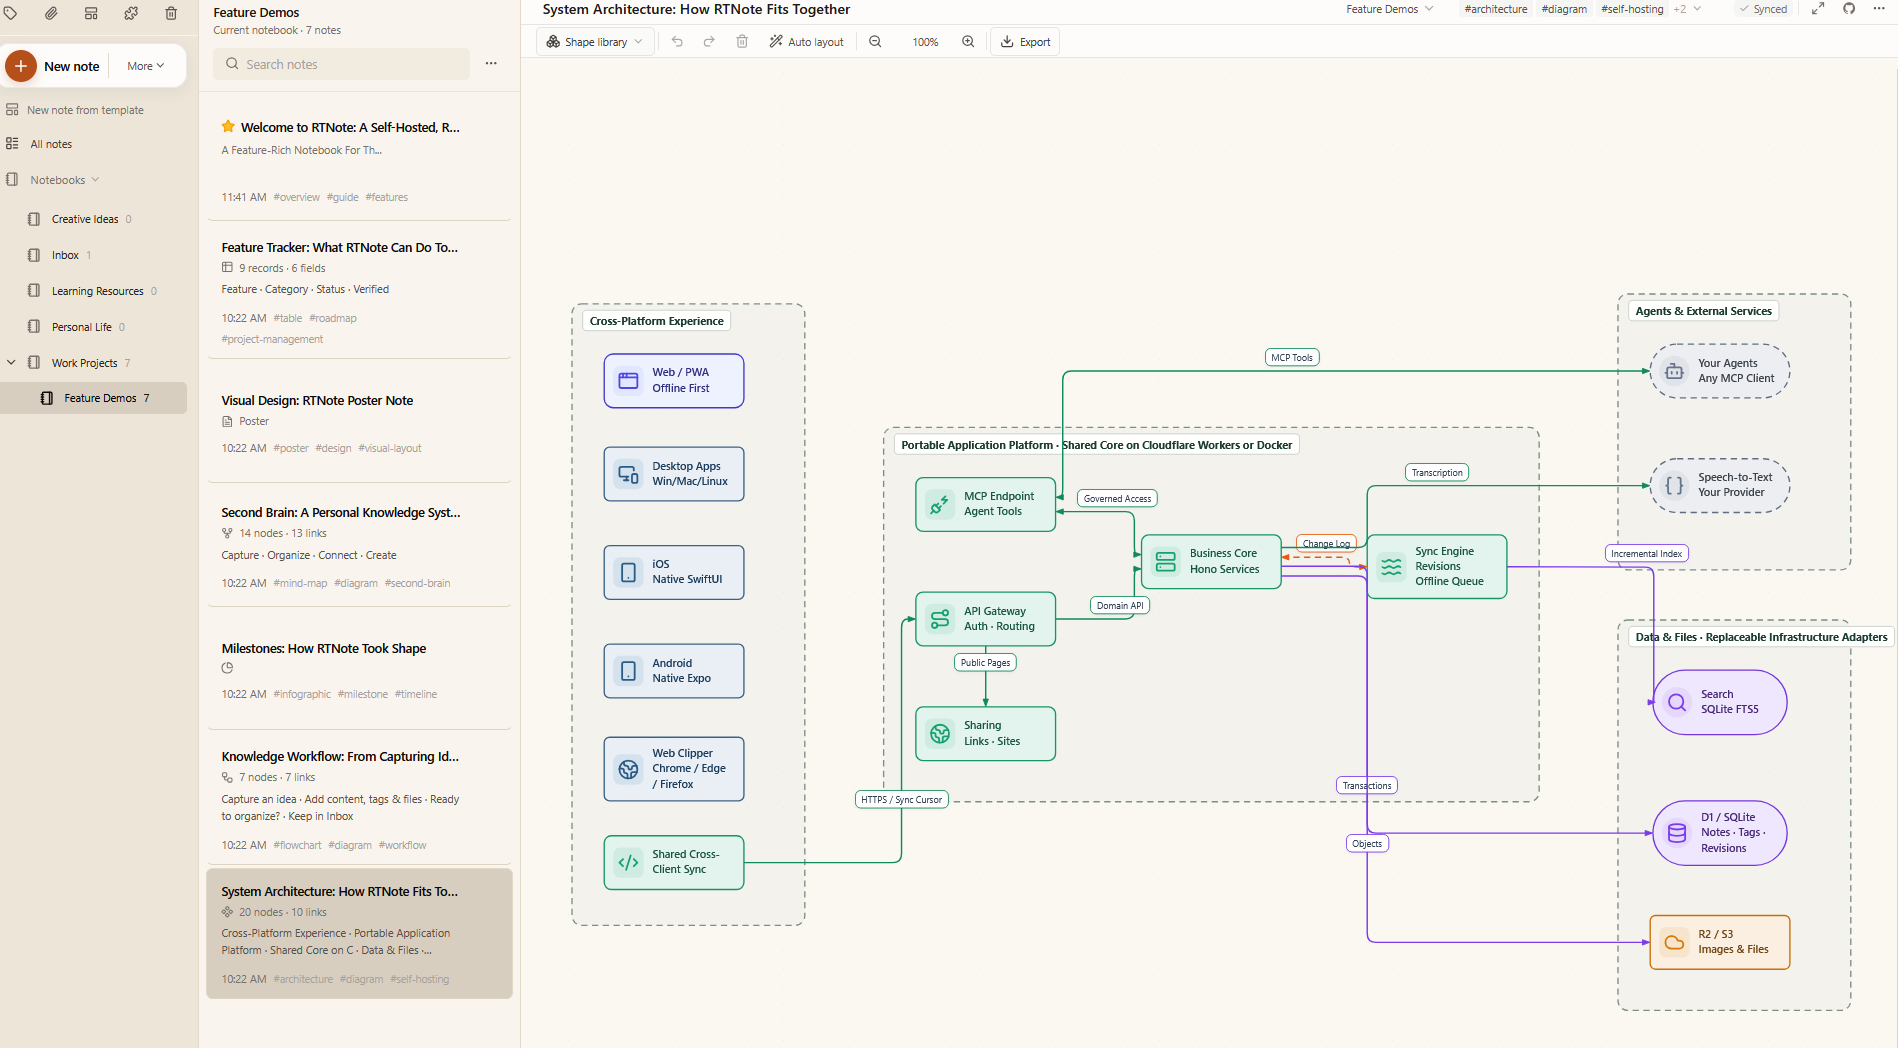 New note
More
New note from template
All notes
Notebooks
Creative Ideas 0
Inbox 1
Learning Resources 0
Personal Life 0
Work Projects 7
Feature Demos 7
Feature Demos
Current notebook · 7 notes
Search notes
Welcome to RTNote: A Self-Hosted, R...
A Feature-Rich Notebook For Th...
11:41 AM #overview #guide #features
Feature Tracker: What RTNote Can Do To...
9 records · 6 fields
Feature · Category · Status · Verified
10:22 AM #table #roadmap
#project-management
Visual Design: RTNote Poster Note
Poster
10:22 AM #poster #design #visual-layout
Second Brain: A Personal Knowledge Syst...
14 nodes · 13 links
Capture · Organize · Connect · Create
10:22 AM #mind-map #diagram #second-brain
Milestones: How RTNote Took Shape
10:22 AM #infographic #milestone #timeline
Knowledge Workflow: From Capturing Id...
7 nodes · 7 links
Capture an idea · Add content, tags & files · Ready
to organize? · Keep in Inbox
10:22 AM #flowchart #diagram #workflow
System Architecture: How RTNote Fits To...
20 nodes · 10 links
Cross-Platform Experience · Portable Application
Platform · Shared Core on C · Data & Files ·...
10:22 AM #architecture #diagram #self-hosting
System Architecture: How RTNote Fits Together
Feature Demos
#architecture #diagram #self-hosting +2
Synced
Shape library
Auto layout
100%
Export
Cross-Platform Experience
Web / PWA
Offline First
Desktop Apps
Win/Mac/Linux
iOS
Native SwiftUI
Android
Native Expo
Web Clipper
Chrome / Edge
/ Firefox
Shared Cross-
Client Sync
HTTPS / Sync Cursor
Portable Application Platform · Shared Core on Cloudflare Workers or Docker
MCP Endpoint
Agent Tools
Governed Access
API Gateway
Auth · Routing
Domain API
Public Pages
Sharing
Links · Sites
Business Core
Hono Services
Change Log
Sync Engine
Revisions
Offline Queue
MCP Tools
Transcription
Incremental Index
Transactions
Objects
Agents & External Services
Your Agents
Any MCP Client
Speech-to-Text
Your Provider
Data & Files · Replaceable Infrastructure Adapters
Search
SQLite FTS5
D1 / SQLite
Notes · Tags ·
Revisions
R2 / S3
Images & Files